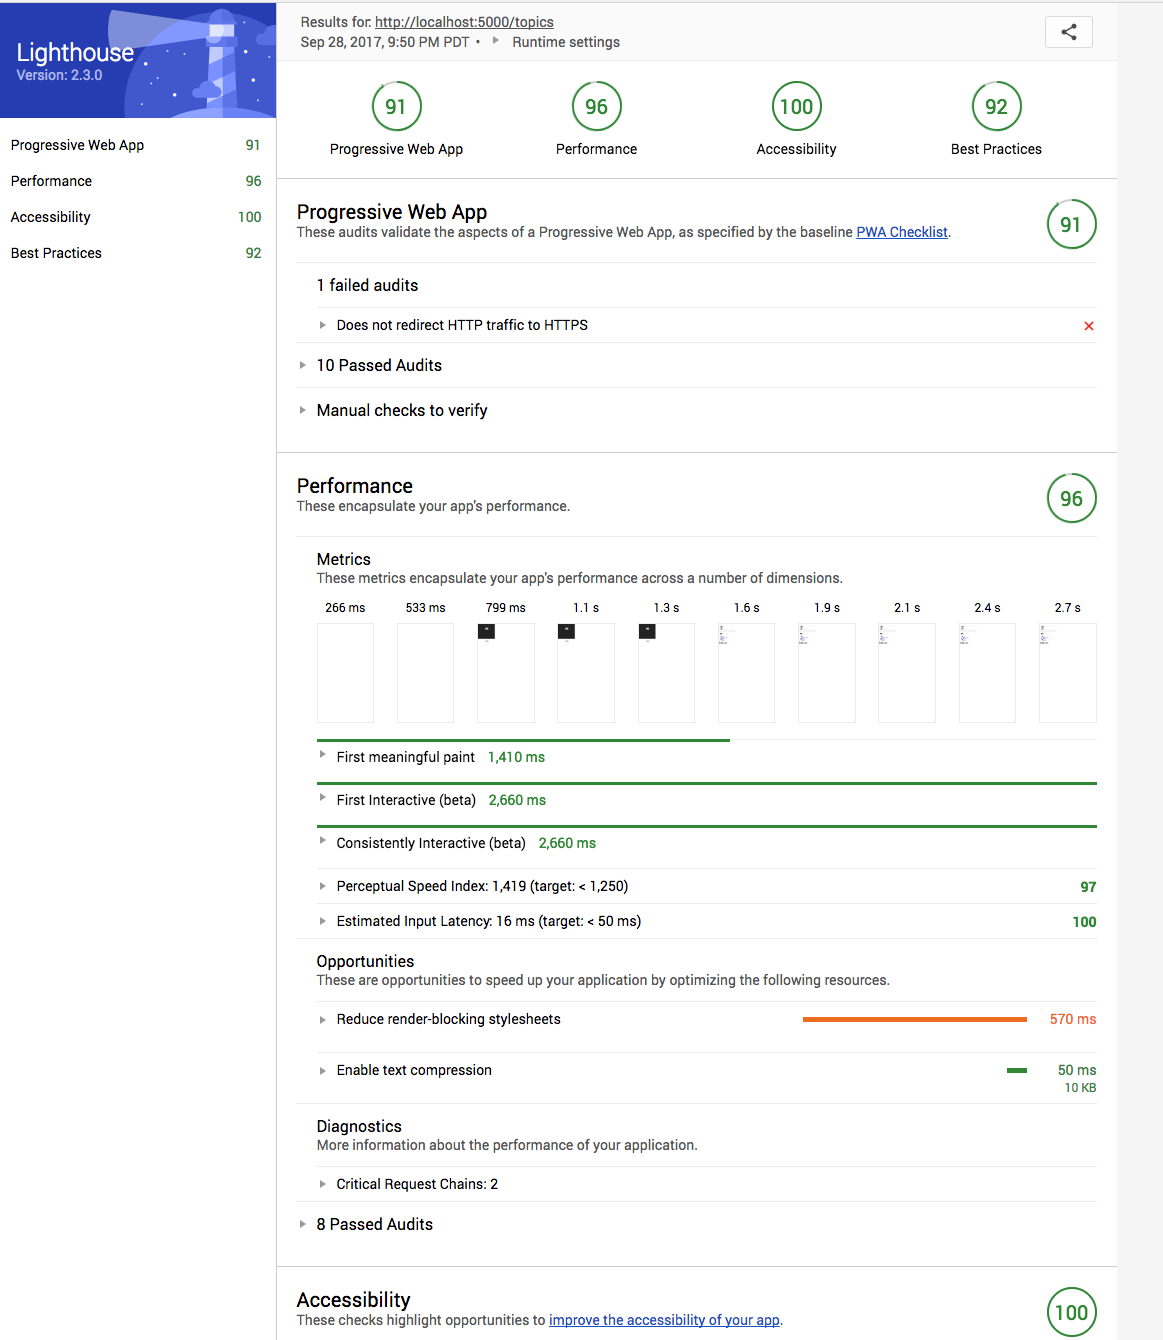 Lighthouse
Version: 2.3.0
Progressive Web App 91
Performance 96
Accessibility 100
Best Practices 92
Results for: http://localhost:5000/topics
Sep 28, 2017, 9:50 PM PDT • Runtime settings
91 96 100 92
Progressive Web App Performance Accessibility Best Practices
Progressive Web App
These audits validate the aspects of a Progressive Web App, as specified by the baseline PWA Checklist.
91
1 failed audits
Does not redirect HTTP traffic to HTTPS
10 Passed Audits
Manual checks to verify
Performance
These encapsulate your app's performance.
96
Metrics
These metrics encapsulate your app's performance across a number of dimensions.
266 ms 533 ms 799 ms 1.1 s 1.3 s 1.6 s 1.9 s 2.1 s 2.4 s 2.7 s
First meaningful paint 1,410 ms
First Interactive (beta) 2,660 ms
Consistently Interactive (beta) 2,660 ms
Perceptual Speed Index: 1,419 (target: < 1,250) 97
Estimated Input Latency: 16 ms (target: < 50 ms) 100
Opportunities
These are opportunities to speed up your application by optimizing the following resources.
Reduce render-blocking stylesheets 570 ms
Enable text compression 50 ms
10 KB
Diagnostics
More information about the performance of your application.
Critical Request Chains: 2
8 Passed Audits
Accessibility
These checks highlight opportunities to improve the accessibility of your app.
100